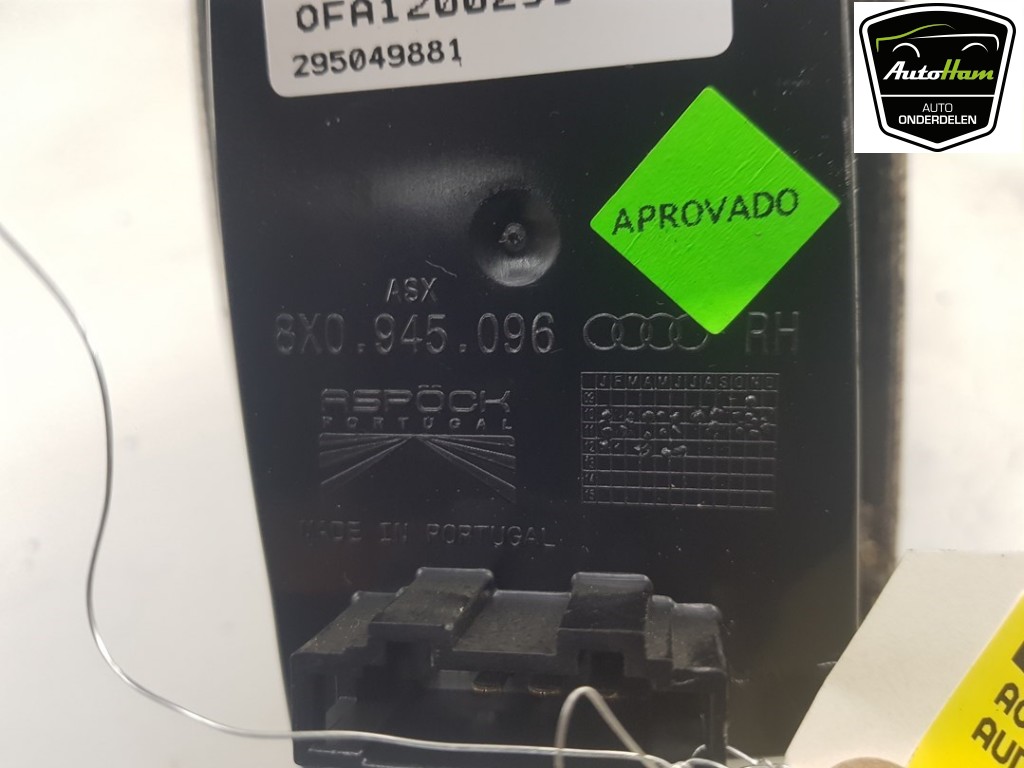 295049881
AutoHam
AUTO
ONDERDELEN
APROVADO
ASX
8X0.945.096 RH
ASPÖCK
PORTUGAL
J F M A M J J A S O N D
MADE IN PORTUGAL